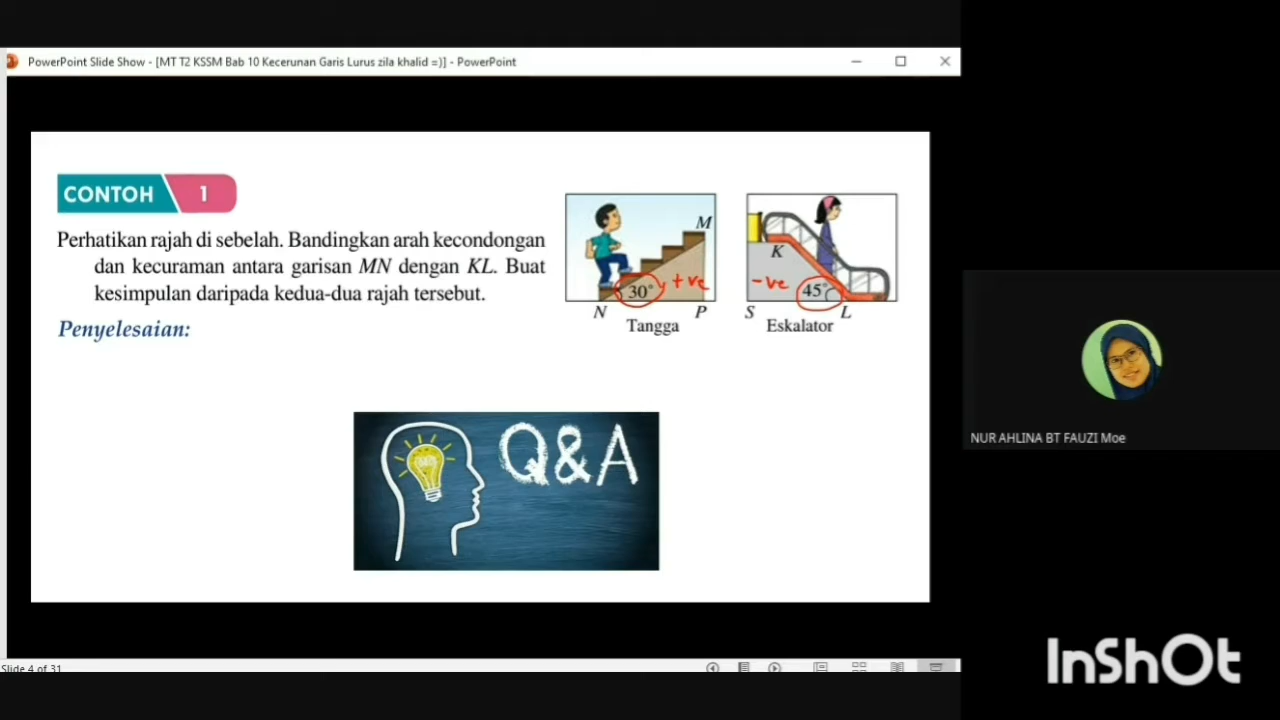 PowerPoint Slide Show - [MT T2 KSSM Bab 10 Kecerunan Garis Lurus zila khalid =)] - PowerPoint
CONTOH 1
Perhatikan rajah di sebelah. Bandingkan arah kecondongan
dan kecuraman antara garisan MN dengan KL. Buat
kesimpulan daripada kedua-dua rajah tersebut.
Penyelesaian:
M
30°
+ve
N
P
Tangga
K
-ve
45°
S
L
Eskalator
Q&A
NUR AHLINA BT FAUZI Moe
Slide 4 of 31
InShOt